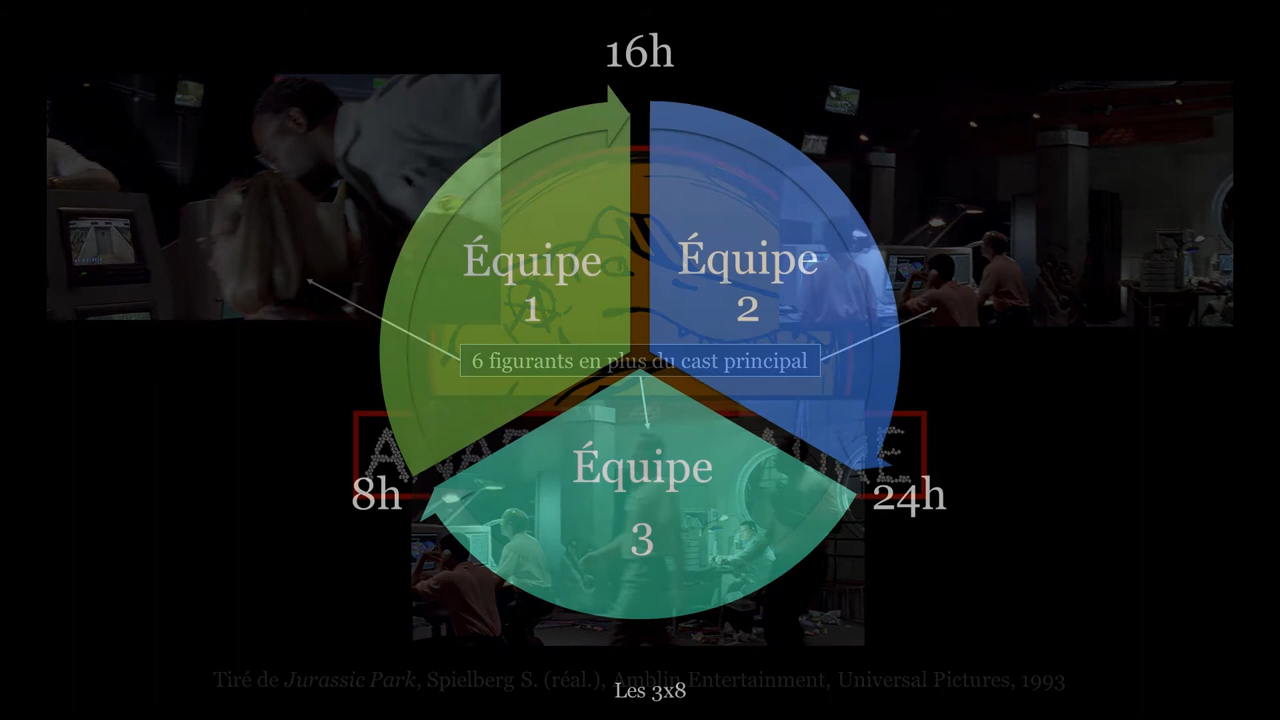 16h
Équipe
1
Équipe
2
6 figurants en plus du cast principal
Équipe
3
8h
24h
Tiré de Jurassic Park, Spielberg S. (réal.), Amblin Entertainment, Universal Pictures, 1993
Les 3x8